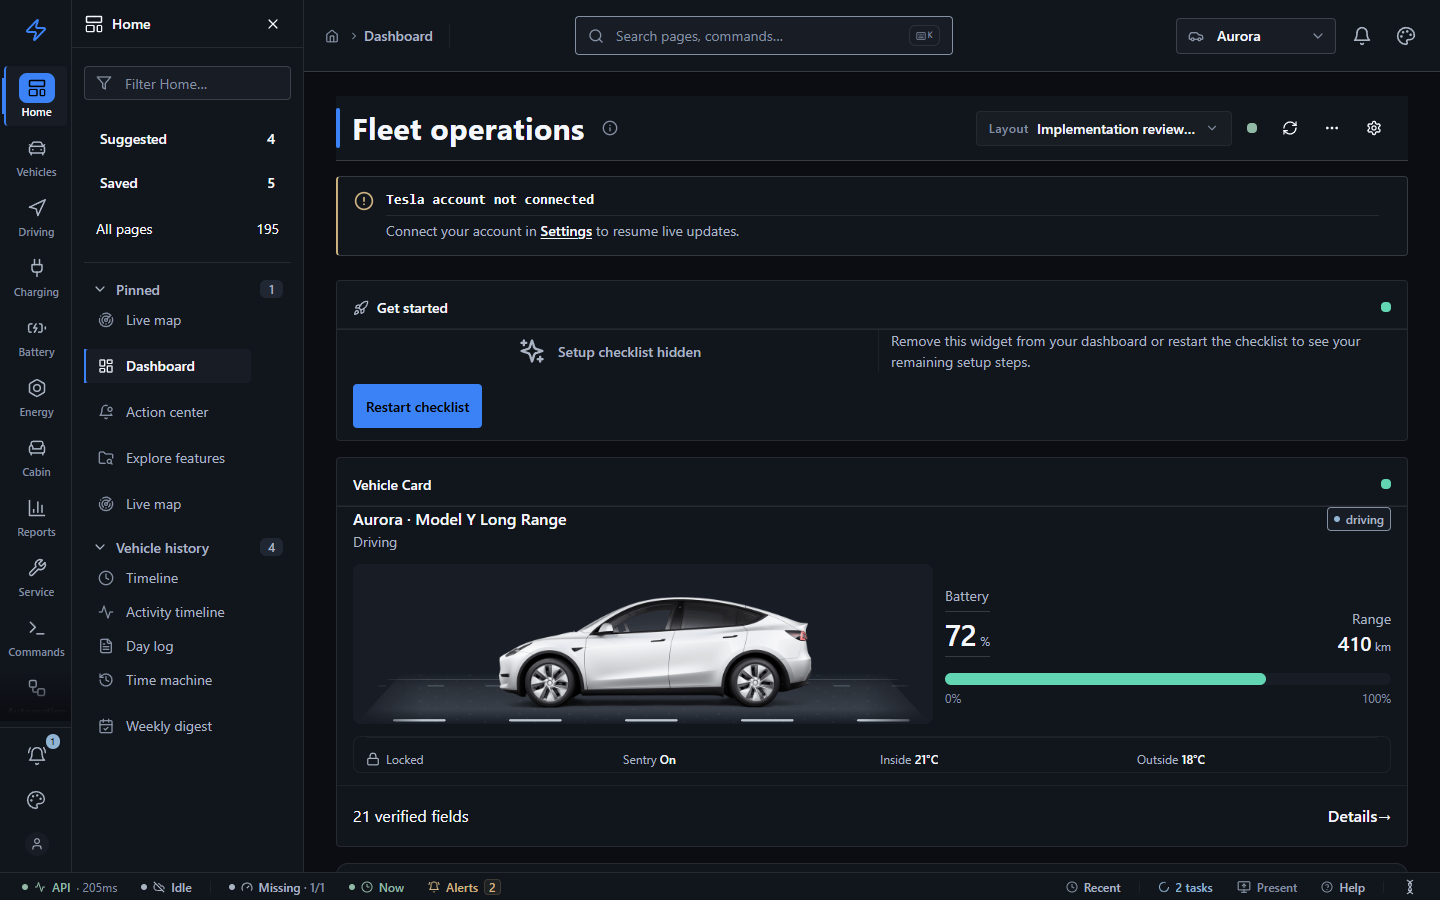 Home
Vehicles
Driving
Charging
Battery
Energy
Cabin
Reports
Service
Commands
1
Home
Filter Home...
Suggested 4
Saved 5
All pages 195
Pinned 1
Live map
Dashboard
Action center
Explore features
Live map
Vehicle history 4
Timeline
Activity timeline
Day log
Time machine
Weekly digest
Dashboard
Search pages, commands... K
Aurora
Fleet operations
Layout Implementation review...
Tesla account not connected
Connect your account in Settings to resume live updates.
Get started
Setup checklist hidden
Remove this widget from your dashboard or restart the checklist to see your
remaining setup steps.
Restart checklist
Vehicle Card
Aurora · Model Y Long Range
driving
Driving
Battery
72 %
Range
410 km
0% 100%
Locked
Sentry On
Inside 21°C
Outside 18°C
21 verified fields
Details→
API · 205ms
Idle
Missing · 1/1
Now
Alerts 2
Recent
2 tasks
Present
Help